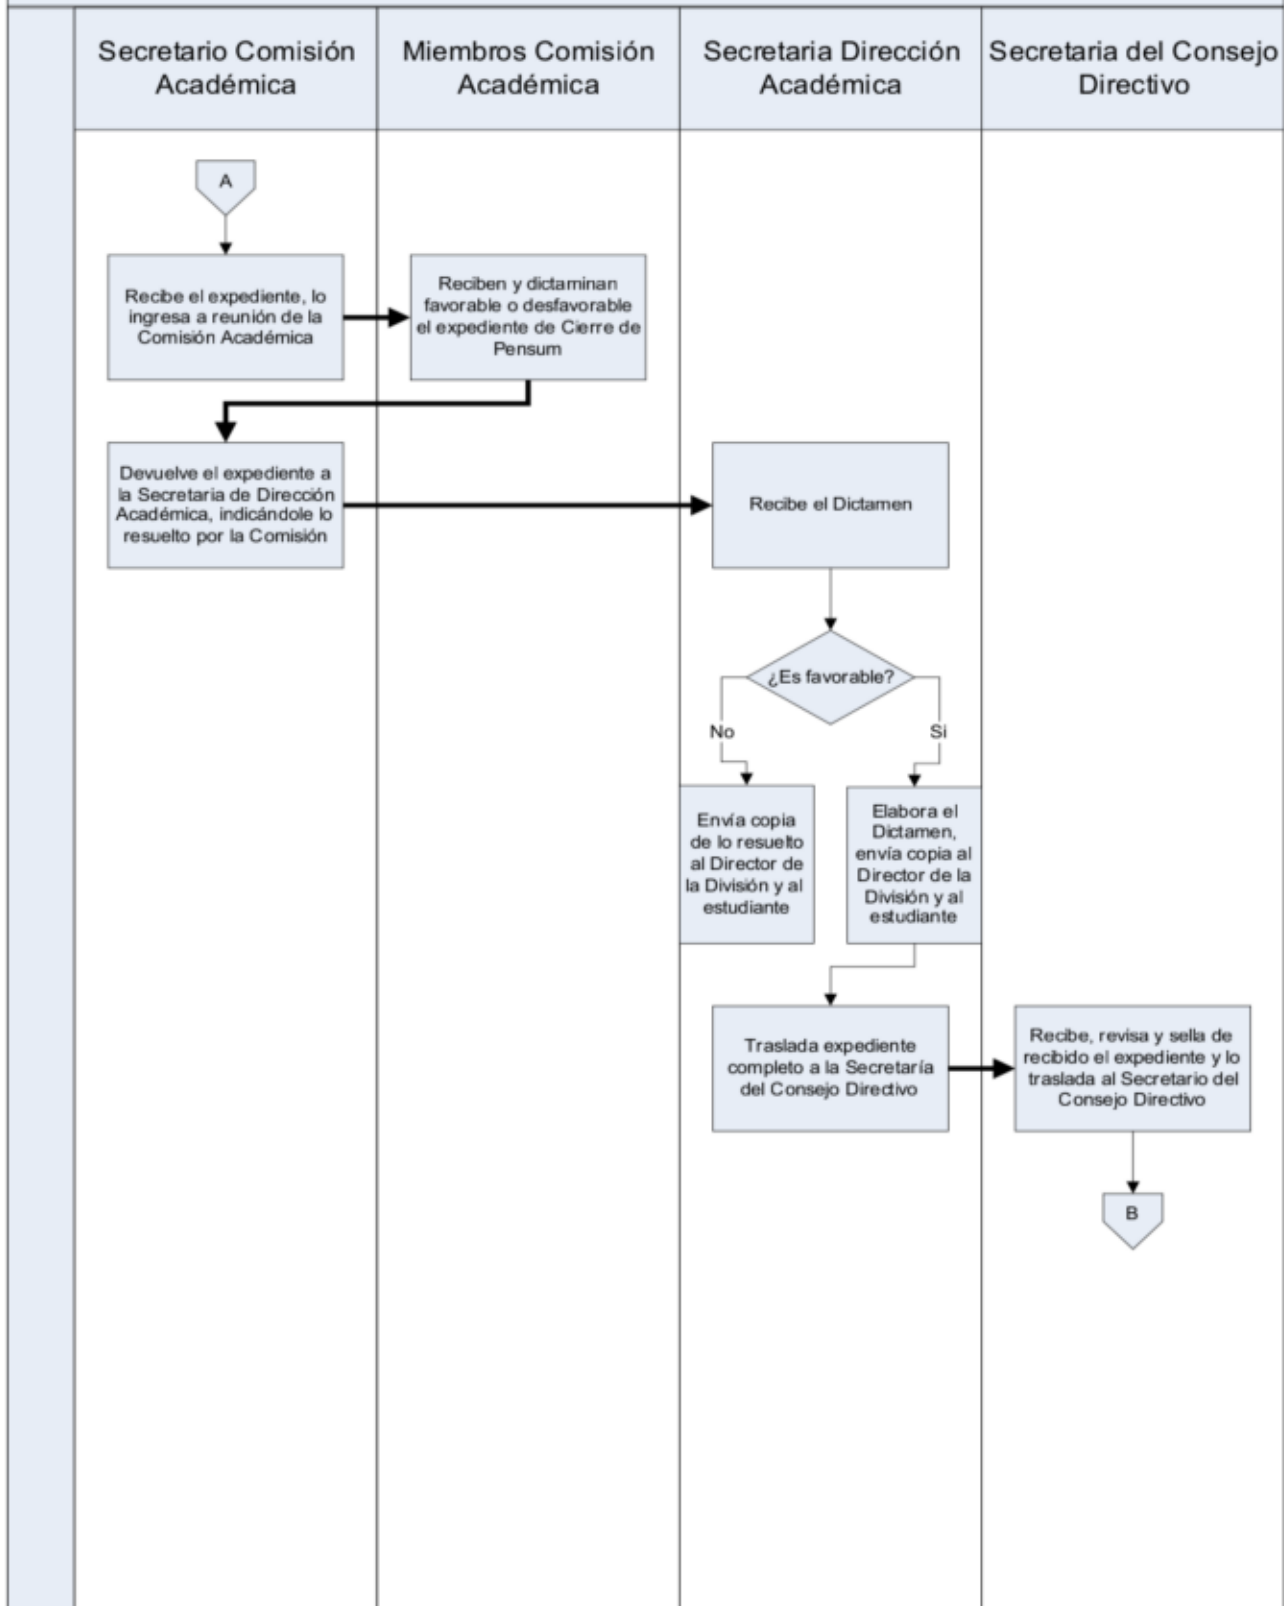 Secretario Comisión
Académica
Miembros Comisión
Académica
Secretaria Dirección
Académica
Secretaria del Consejo
Directivo
A
Recibe el expediente, lo
ingresa a reunión de la
Comisión Académica
Reciben y dictaminan
favorable o desfavorable
el expediente de Cierre de
Pensum
Devuelve el expediente a
la Secretaria de Dirección
Académica, indicándole lo
resuelto por la Comisión
Recibe el Dictamen
¿Es favorable?
No
Si
Envía copia
de lo resuelto
al Director de
la División y al
estudiante
Elabora el
Dictamen,
envía copia al
Director de la
División y al
estudiante
Traslada expediente
completo a la Secretaría
del Consejo Directivo
Recibe, revisa y sella de
recibido el expediente y lo
traslada al Secretario del
Consejo Directivo
B